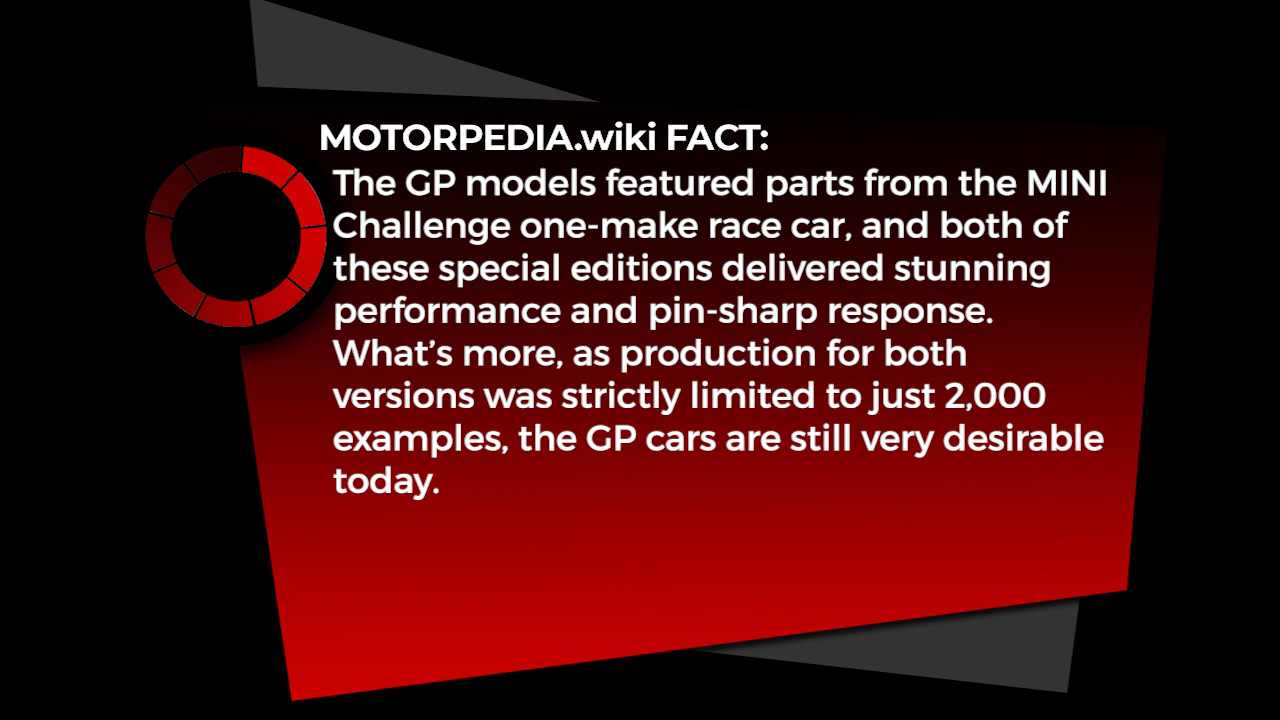 MOTORPEDIA.wiki FACT:
The GP models featured parts from the MINI
Challenge one-make race car, and both of
these special editions delivered stunning
performance and pin-sharp response.
What’s more, as production for both
versions was strictly limited to just 2,000
examples, the GP cars are still very desirable
today.